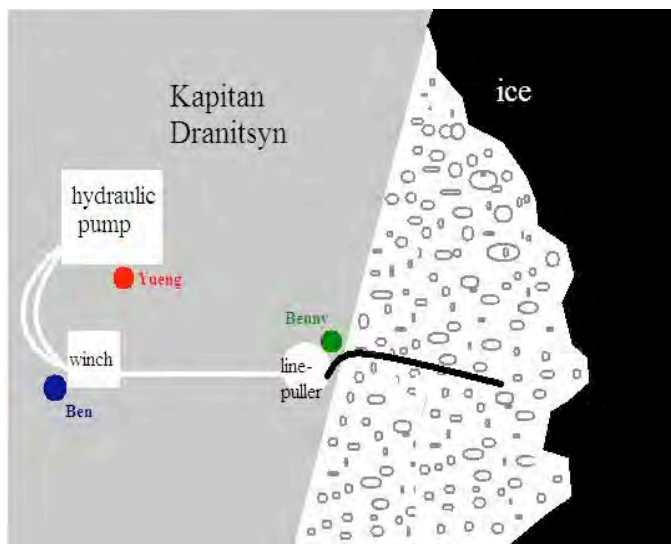 Kapitan
Dranitsyn
ice
hydraulic
pump
Yueng
Benny
winch
line-
puller
Ben